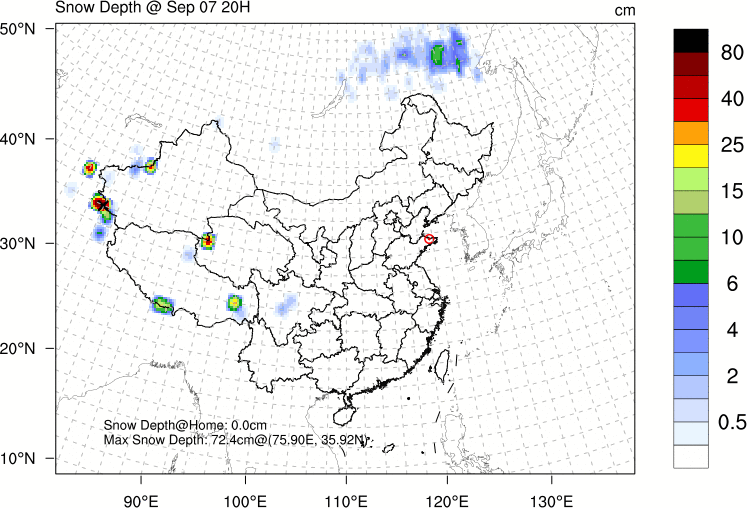 Snow Depth @ Sep 07 20H
cm
50°N
40°N
30°N
20°N
10°N
90°E
100°E
110°E
120°E
130°E
80
40
25
15
10
6
4
2
0.5
Snow Depth@Home: 0.0cm
Max Snow Depth: 72.4cm@(75.90E, 35.92N)